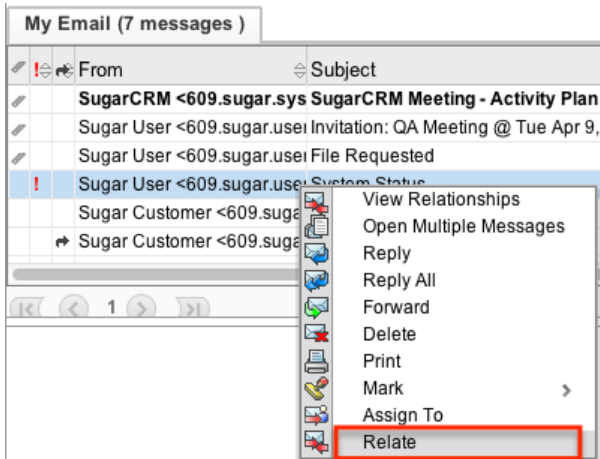 My Email (7 messages )
! From Subject
SugarCRM <609.sugar.sys SugarCRM Meeting - Activity Plan
Sugar User <609.sugar.use Invitation: QA Meeting @ Tue Apr 9,
Sugar User <609.sugar.use File Requested
! Sugar User <609.sugar.use System Status
Sugar Customer <609.suga
Sugar Customer <609.suga
1
View Relationships
Open Multiple Messages
Reply
Reply All
Forward
Delete
Print
Mark
Assign To
Relate